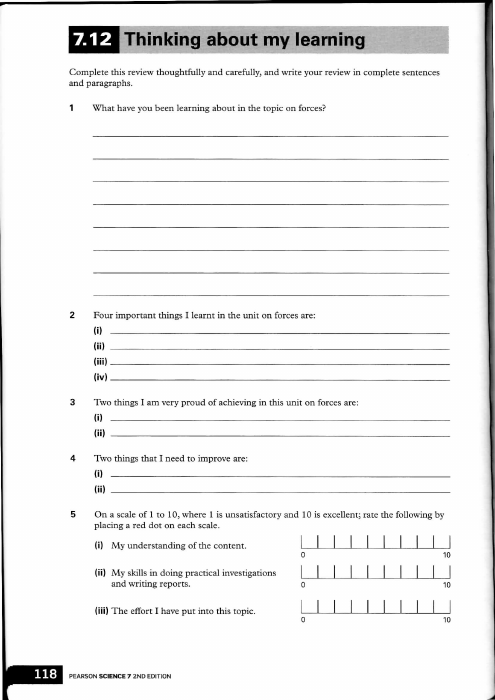 7.12 Thinking about my learning
Complete this review thoughtfully and carefully, and write your review in complete sentences
and paragraphs.
1 What have you been learning about in the topic on forces?
2 Four important things I learnt in the unit on forces are:
(i)
(ii)
(iii)
(iv)
3 Two things I am very proud of achieving in this unit on forces are:
(i)
(ii)
4 Two things that I need to improve are:
(i)
(ii)
5 On a scale of 1 to 10, where 1 is unsatisfactory and 10 is excellent; rate the following by
placing a red dot on each scale.
(i) My understanding of the content.
0 10
(ii) My skills in doing practical investigations
and writing reports.
0 10
(iii) The effort I have put into this topic.
0 10
118 PEARSON SCIENCE 7 2ND EDITION